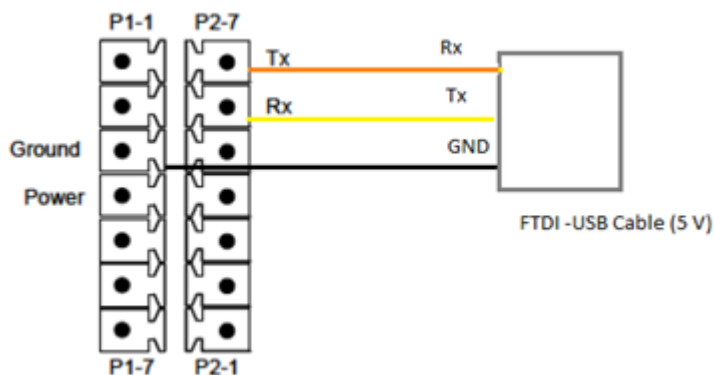 P1-1 P2-7
Tx Rx
Rx Tx
Ground GND
Power
FTDI -USB Cable (5 V)
P1-7 P2-1